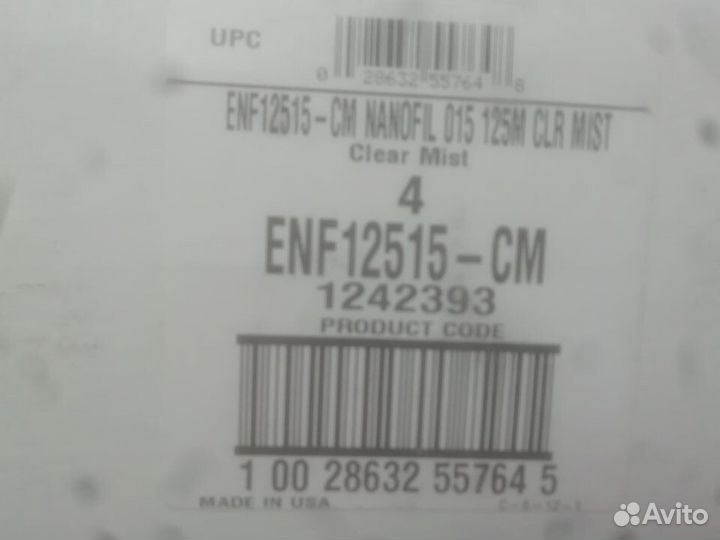 UPC
0 28632 55764 8
ENF12515-CM NANOFIL 015 125M CLR MIST
Clear Mist
4
ENF12515-CM
1242393
PRODUCT CODE
1 00 28632 55764 5
MADE IN USA
Avito